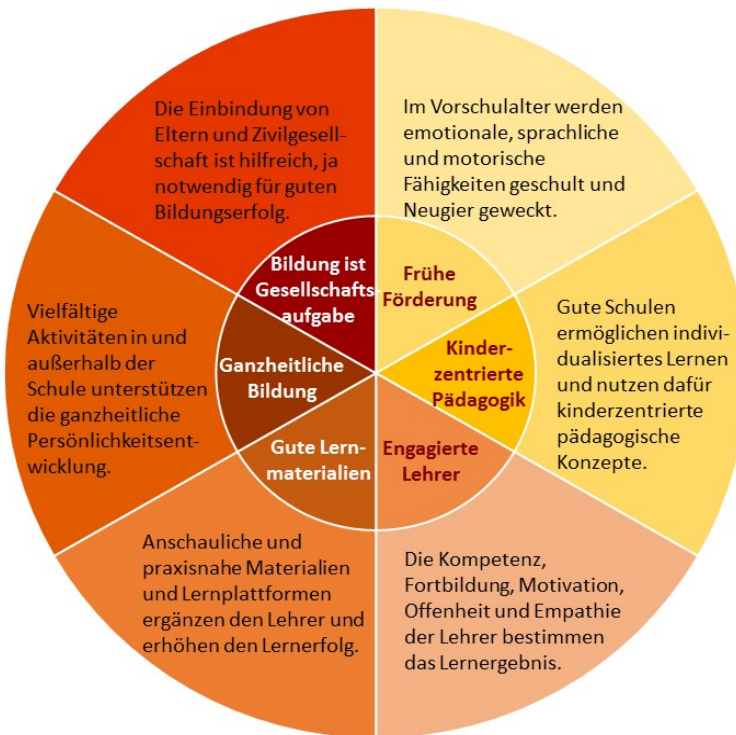 Die Einbindung von
Eltern und Zivilgesell-
schaft ist hilfreich, ja
notwendig für guten
Bildungserfolg.
Im Vorschulalter werden
emotionale, sprachliche
und motorische
Fähigkeiten geschult und
Neugier geweckt.
Bildung ist
Gesellschafts-
aufgabe
Frühe
Förderung
Vielfältige
Aktivitäten in und
außerhalb der
Schule unterstützen
die ganzheitliche
Persönlichkeitsent-
wicklung.
Ganzheitliche
Bildung
Kinder-
zentrierte
Pädagogik
Gute Schulen
ermöglichen indivi-
dualisiertes Lernen
und nutzen dafür
kinderzentrierte
pädagogische
Konzepte.
Gute Lern-
materialien
Engagierte
Lehrer
Anschauliche und
praxisnahe Materialien
und Lernplattformen
ergänzen den Lehrer und
erhöhen den Lernerfolg.
Die Kompetenz,
Fortbildung, Motivation,
Offenheit und Empathie
der Lehrer bestimmen
das Lernergebnis.